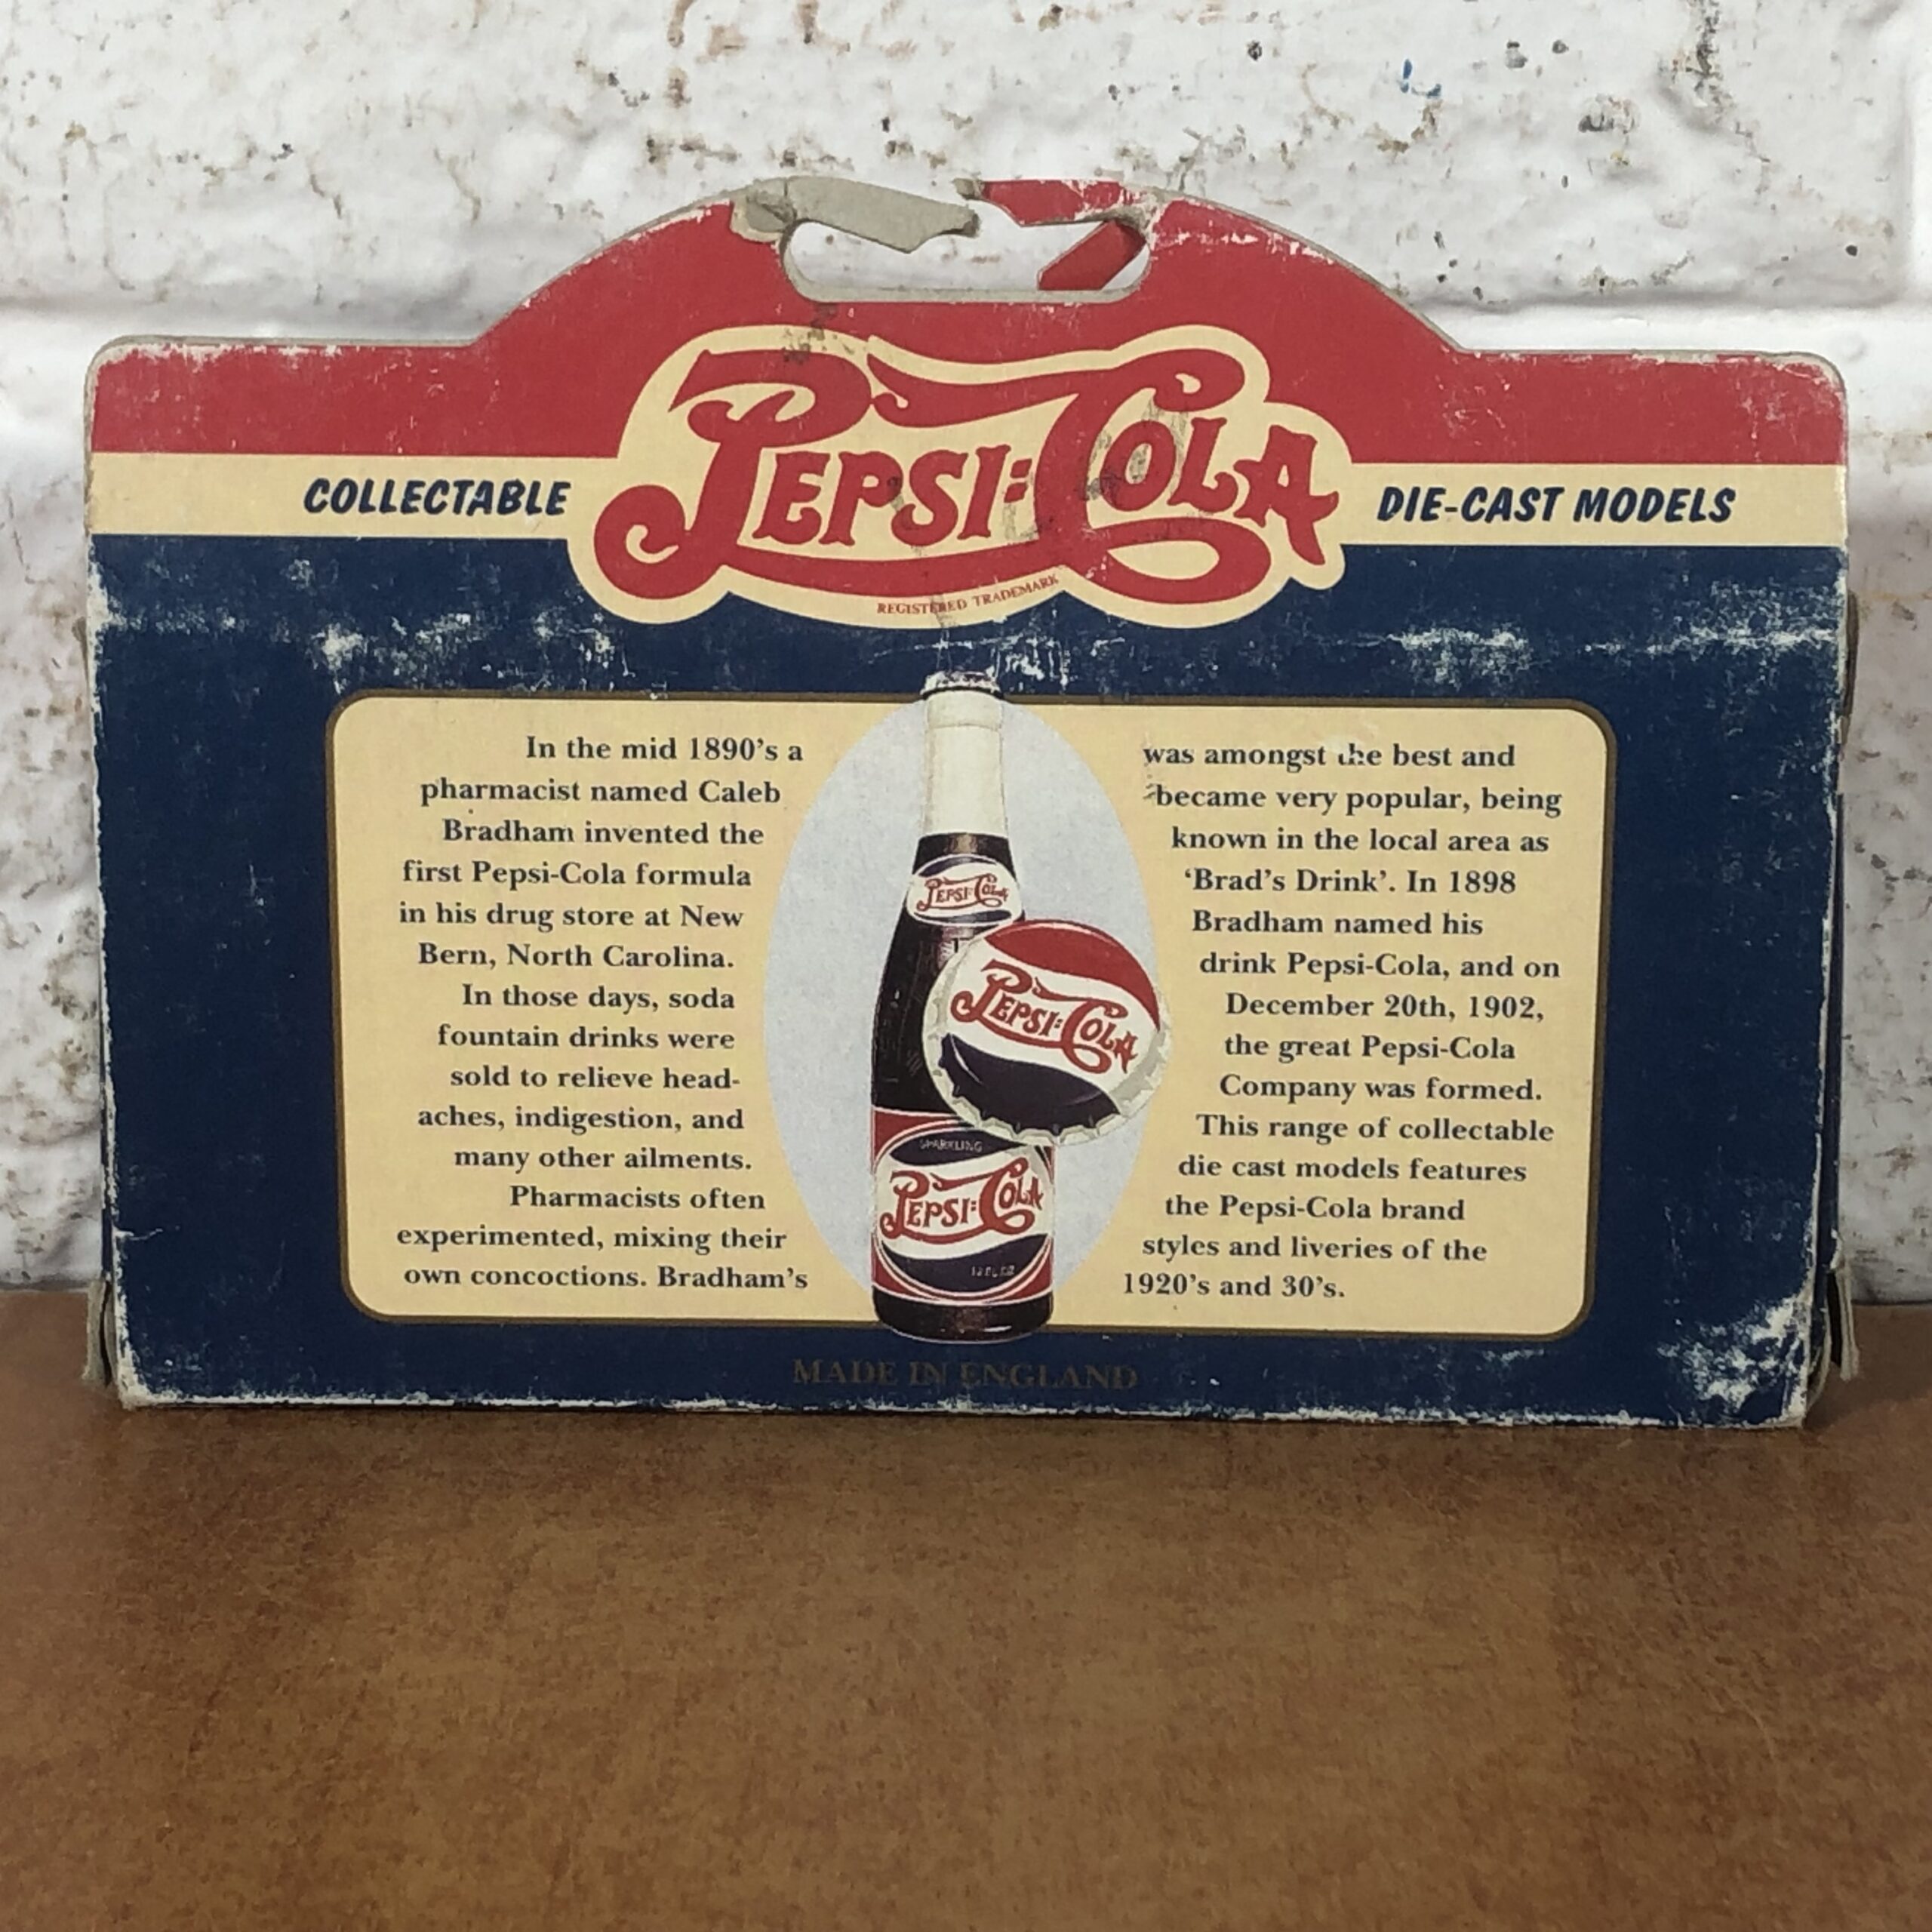 PEPSI:COLA
COLLECTABLE
DIE-CAST MODELS
REGISTERED TRADEMARK
In the mid 1890's a
pharmacist named Caleb
Bradham invented the
first Pepsi-Cola formula
in his drug store at New
Bern, North Carolina.
In those days, soda
fountain drinks were
sold to relieve head-
aches, indigestion, and
many other ailments.
Pharmacists often
experimented, mixing their
own concoctions. Bradham's
PEPSI:COLA
PEPSI:COLA
SPARKLING
PEPSI:COLA
12 FL. OZ.
was amongst the best and
became very popular, being
known in the local area as
‘Brad's Drink’. In 1898
Bradham named his
drink Pepsi-Cola, and on
December 20th, 1902,
the great Pepsi-Cola
Company was formed.
This range of collectable
die cast models features
the Pepsi-Cola brand
styles and liveries of the
1920's and 30's.
MADE IN ENGLAND